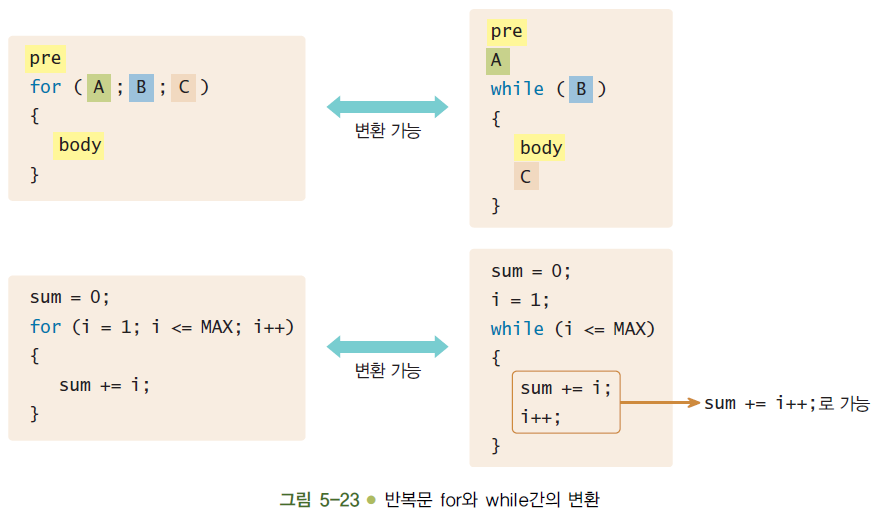 pre
for ( A ; B ; C )
{
body
}
변환 가능
pre
A
while ( B )
{
body
C
}
sum = 0;
for (i = 1; i <= MAX; i++)
{
sum += i;
}
변환 가능
sum = 0;
i = 1;
while (i <= MAX)
{
sum += i;
i++;
}
sum += i++;로 가능
그림 5-23 ● 반복문 for와 while간의 변환